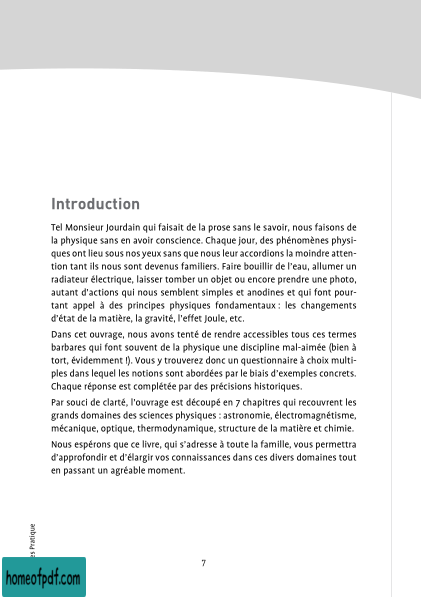 Introduction
Tel Monsieur Jourdain qui faisait de la prose sans le savoir, nous faisons de
la physique sans en avoir conscience. Chaque jour, des phénomènes physi-
ques ont lieu sous nos yeux sans que nous leur accordions la moindre atten-
tion tant ils nous sont devenus familiers. Faire bouillir de l'eau, allumer un
radiateur électrique, laisser tomber un objet ou encore prendre une photo,
autant d'actions qui nous semblent simples et anodines et qui font pour-
tant appel à des principes physiques fondamentaux : les changements
d'état de la matière, la gravité, l'effet Joule, etc.
Dans cet ouvrage, nous avons tenté de rendre accessibles tous ces termes
barbares qui font souvent de la physique une discipline mal-aimée (bien à
tort, évidemment !). Vous y trouverez donc un questionnaire à choix multi-
ples dans lequel les notions sont abordées par le biais d'exemples concrets.
Chaque réponse est complétée par des précisions historiques.
Par souci de clarté, l'ouvrage est découpé en 7 chapitres qui recouvrent les
grands domaines des sciences physiques : astronomie, électromagnétisme,
mécanique, optique, thermodynamique, structure de la matière et chimie.
Nous espérons que ce livre, qui s'adresse à toute la famille, vous permettra
d'approfondir et d'élargir vos connaissances dans ces divers domaines tout
en passant un agréable moment.
es Pratique
7
homeofpdf.com